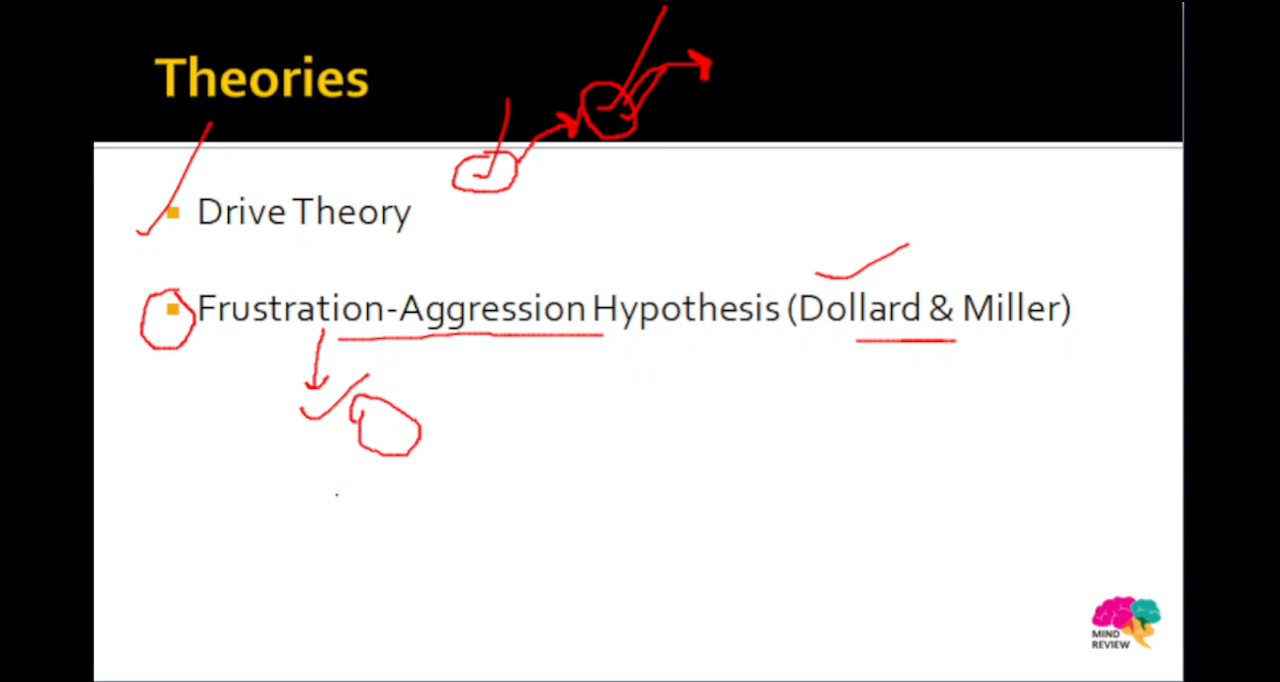 Theories
Drive Theory
Frustration-Aggression Hypothesis (Dollard & Miller)
MIND
REVIEW